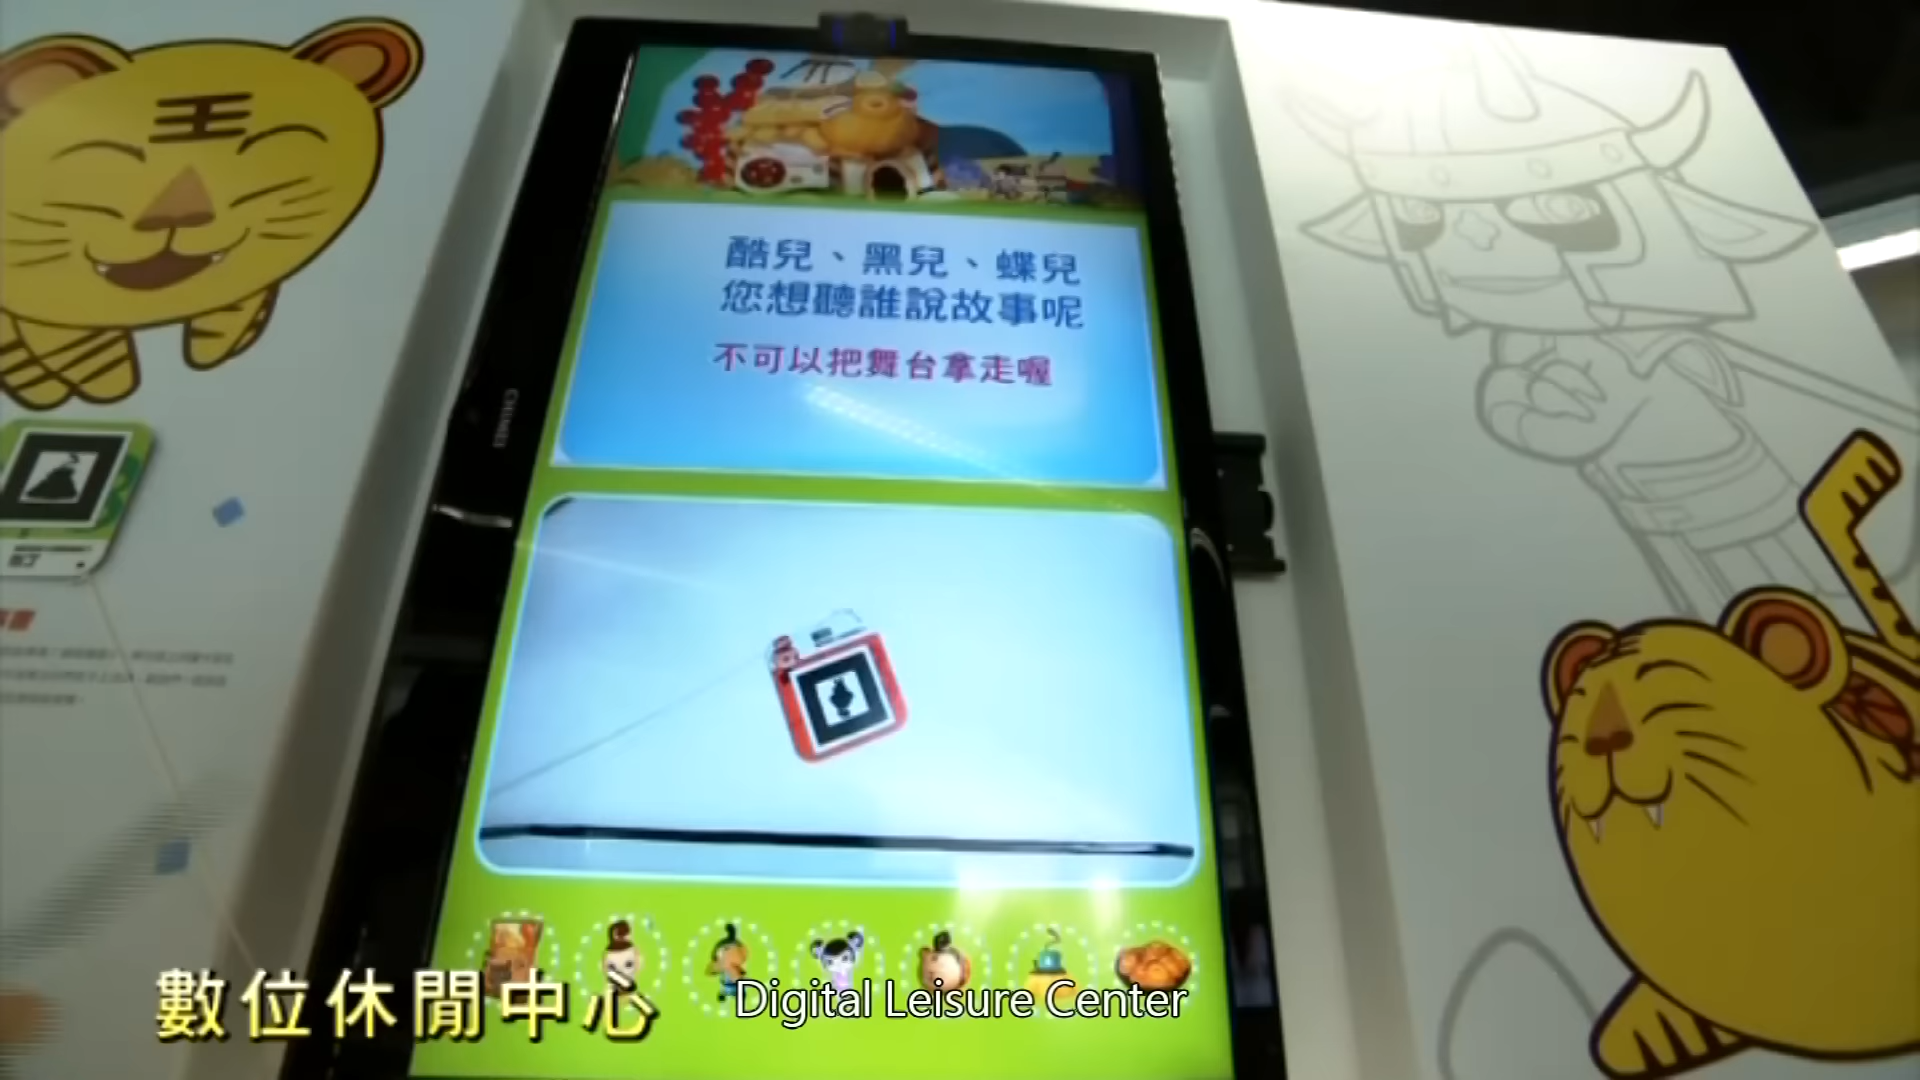 王
CHIMEI
酷兒、黑兒、蝶兒
您想聽誰說故事呢
不可以把舞台拿走喔
數位休閒中心
Digital Leisure Center